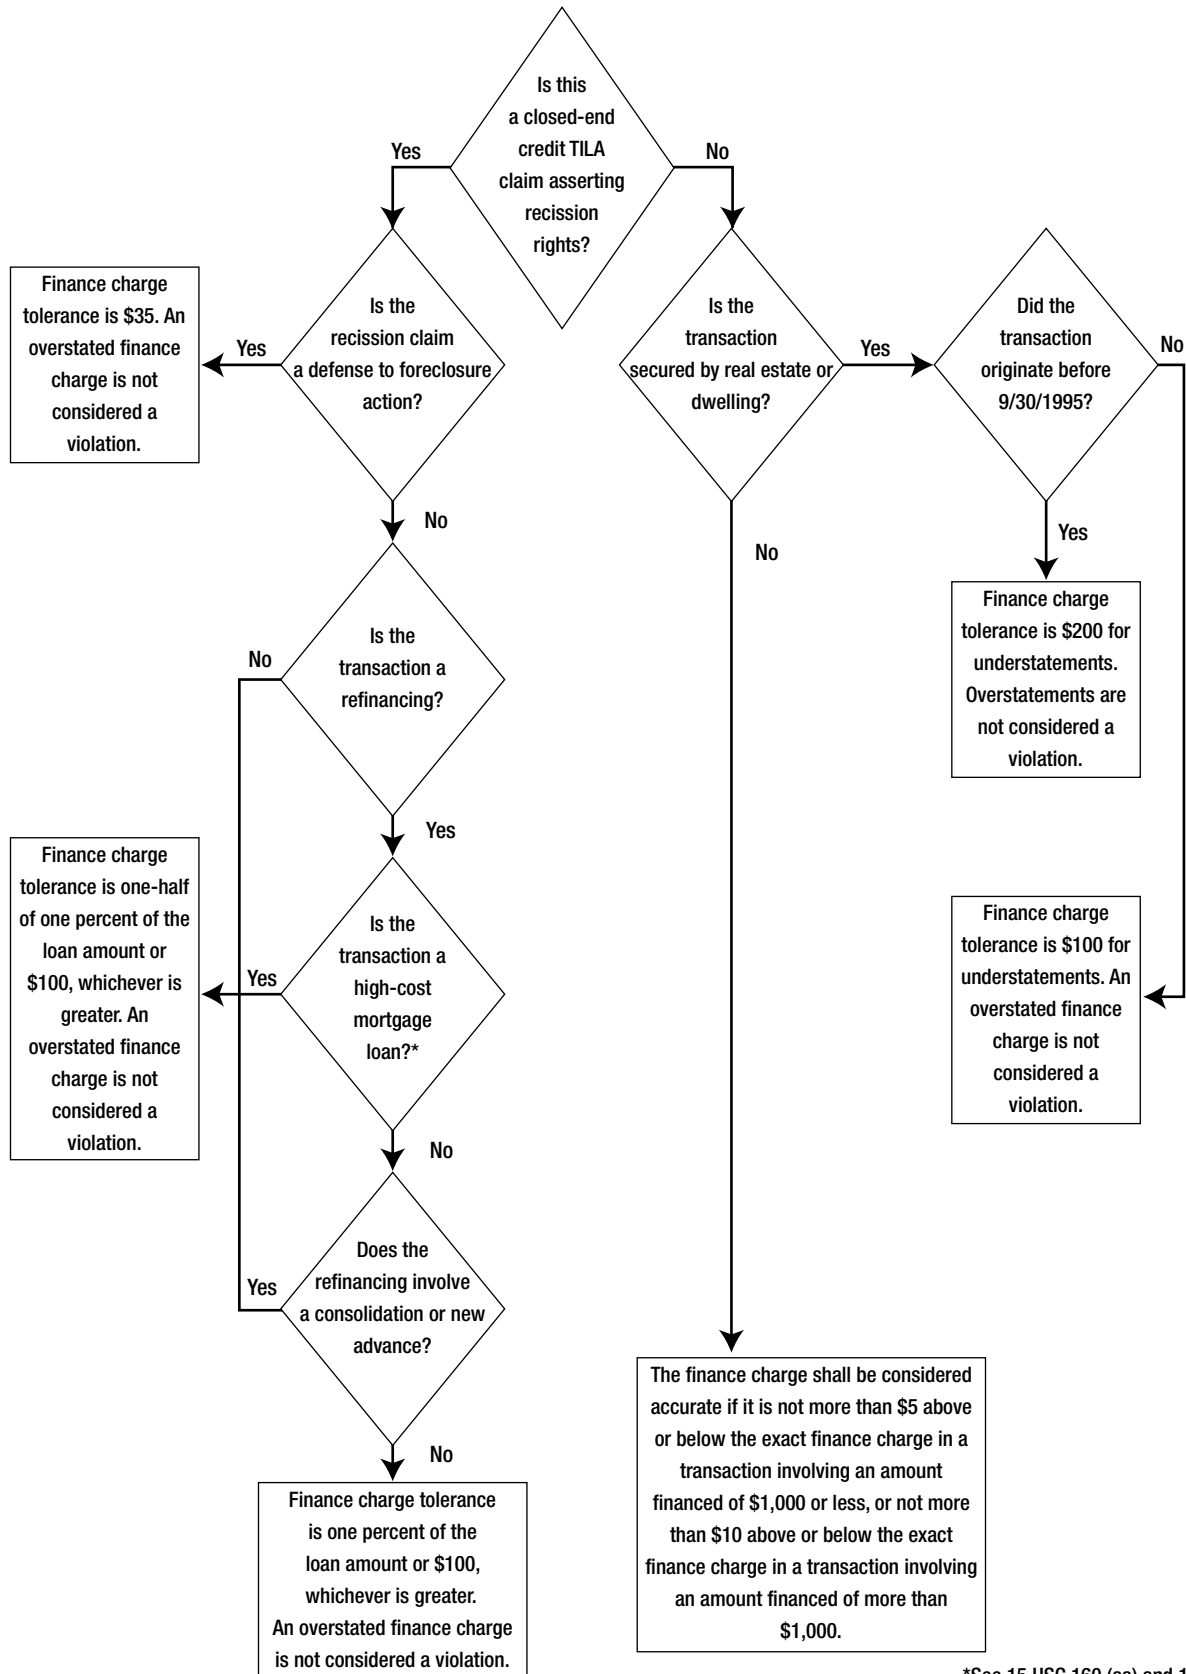 Is this
a closed-end
credit TILA
claim asserting
recission
rights?
Yes
No
Finance charge
tolerance is $35. An
overstated finance
charge is not
considered a
violation.
Yes
Is the
recission claim
a defense to foreclosure
action?
Is the
transaction
secured by real estate or
dwelling?
Yes
Did the
transaction
originate before
9/30/1995?
No
No
No
Yes
Finance charge
tolerance is $200 for
understatements.
Overstatements are
not considered a
violation.
No
Is the
transaction a
refinancing?
Yes
Finance charge
tolerance is one-half
of one percent of the
loan amount or
$100, whichever is
greater. An
overstated finance
charge is not
considered a
violation.
Yes
Is the
transaction a
high-cost
mortgage
loan?*
Finance charge
tolerance is $100 for
understatements. An
overstated finance
charge is not
considered a
violation.
No
Yes
Does the
refinancing involve
a consolidation or new
advance?
No
Finance charge tolerance
is one percent of the
loan amount or $100,
whichever is greater.
An overstated finance charge
is not considered a violation.
The finance charge shall be considered
accurate if it is not more than $5 above
or below the exact finance charge in a
transaction involving an amount
financed of $1,000 or less, or not more
than $10 above or below the exact
finance charge in a transaction involving
an amount financed of more than
$1,000.
*See 15 USC 160 (aa) and 1